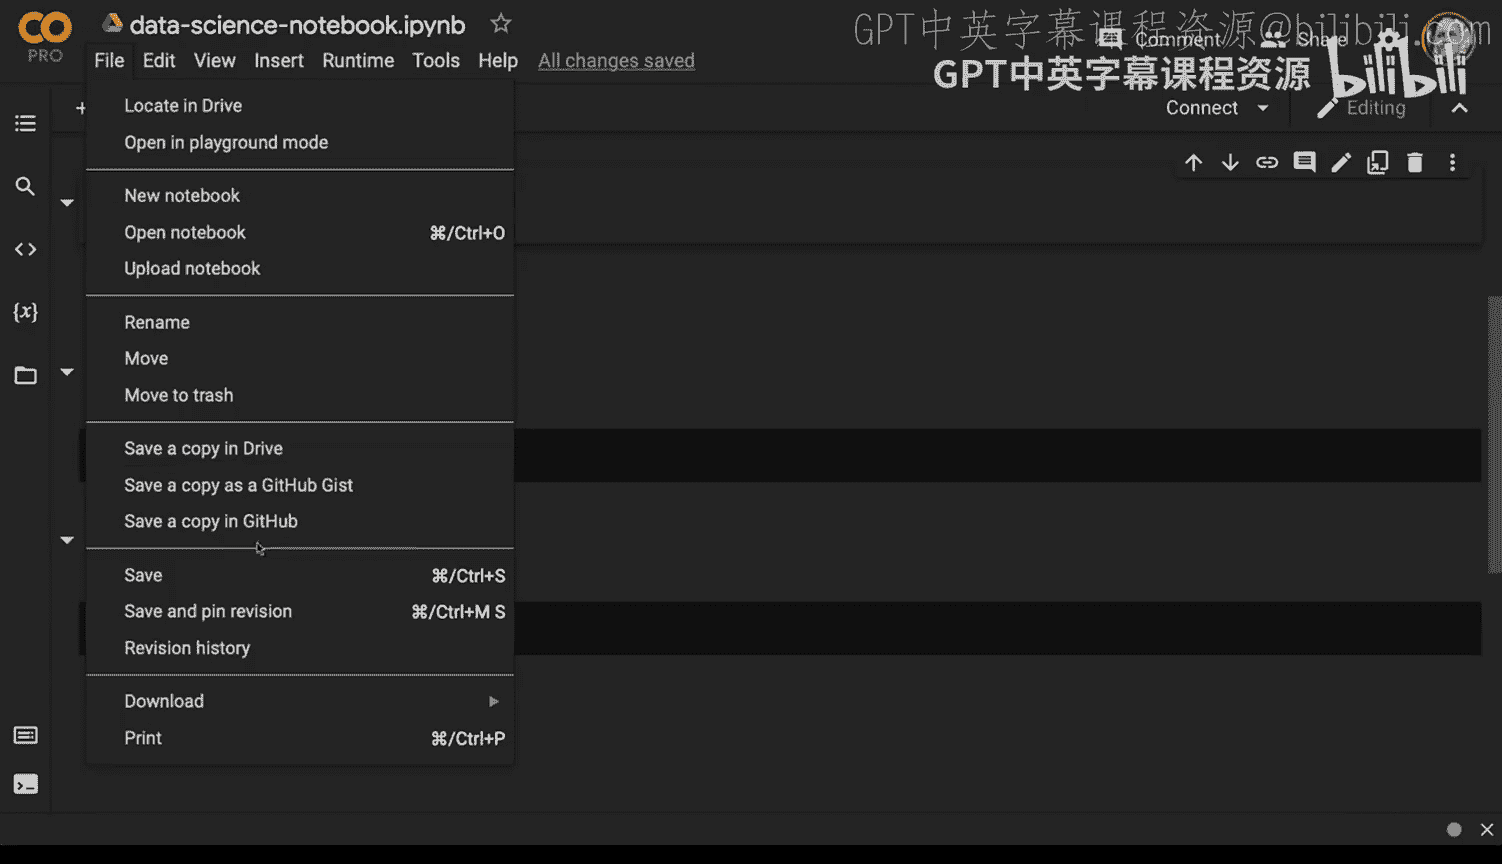 CO
PRO
data-science-notebook.ipynb
GPT中英字幕课程资源@bilibili.com
Comment
Share
File Edit View Insert Runtime Tools Help All changes saved
GPT中英字幕课程资源 bilibili
Connect
Editing
Locate in Drive
Open in playground mode
New notebook
Open notebook ⌘/Ctrl+O
Upload notebook
Rename
Move
Move to trash
Save a copy in Drive
Save a copy as a GitHub Gist
Save a copy in GitHub
Save ⌘/Ctrl+S
Save and pin revision ⌘/Ctrl+M S
Revision history
Download
Print ⌘/Ctrl+P
{x}